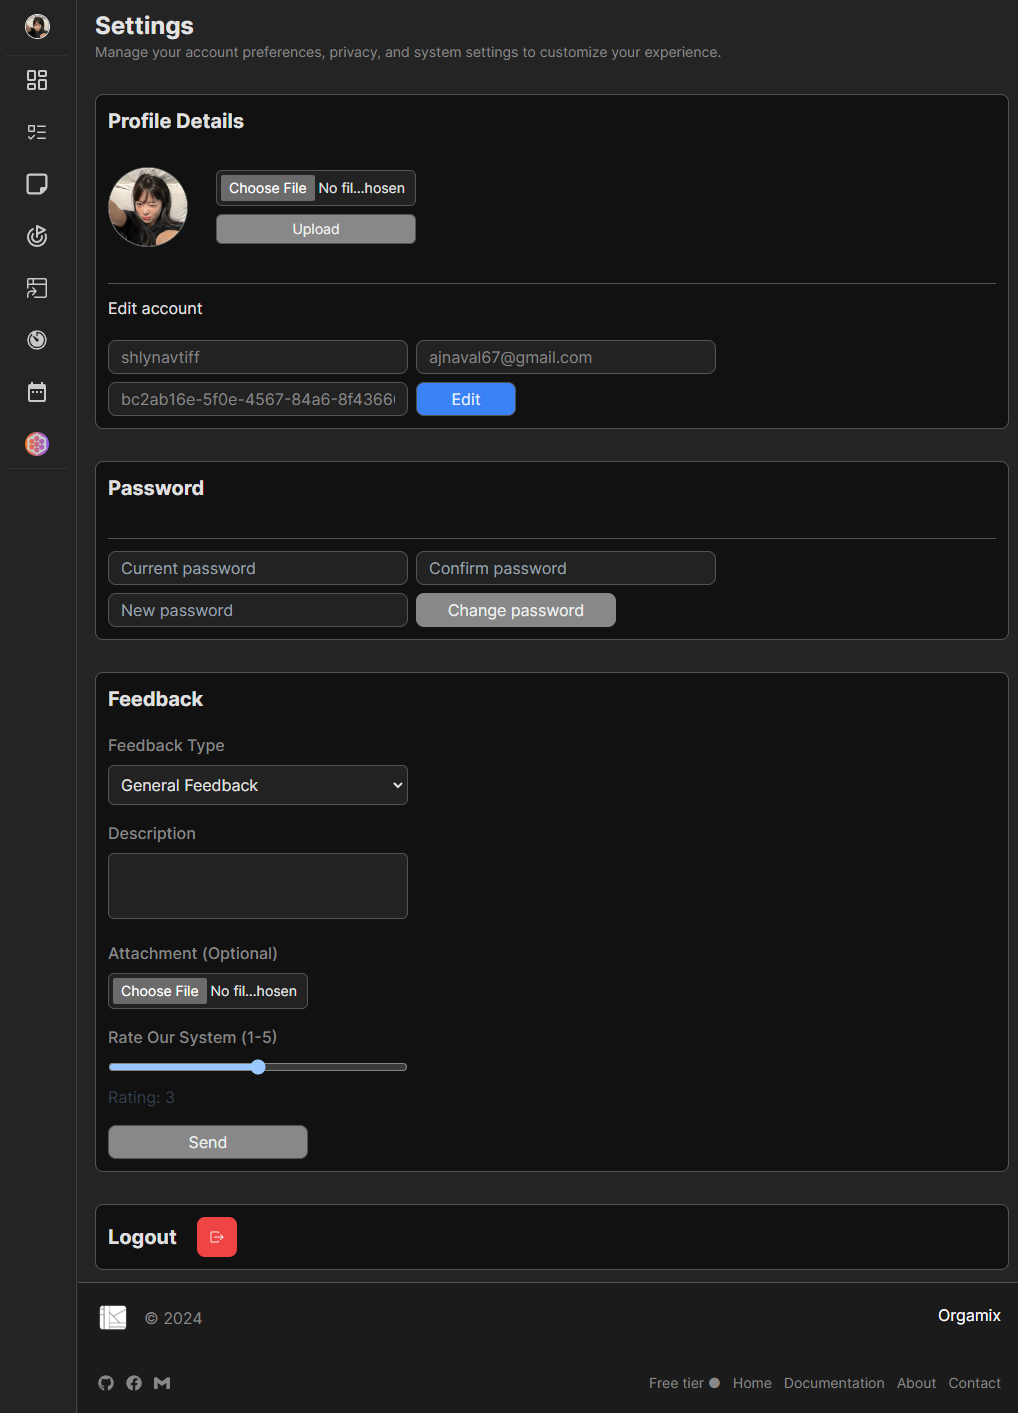 Settings
Manage your account preferences, privacy, and system settings to customize your experience.
Profile Details
Choose File No fil...hosen
Upload
Edit account
shlynavtiff
ajnaval67@gmail.com
bc2ab16e-5f0e-4567-84a6-8f4366
Edit
Password
Current password
Confirm password
New password
Change password
Feedback
Feedback Type
General Feedback
Description
Attachment (Optional)
Choose File No fil...hosen
Rate Our System (1-5)
Rating: 3
Send
Logout
© 2024
Orgamix
Free tier Home Documentation About Contact